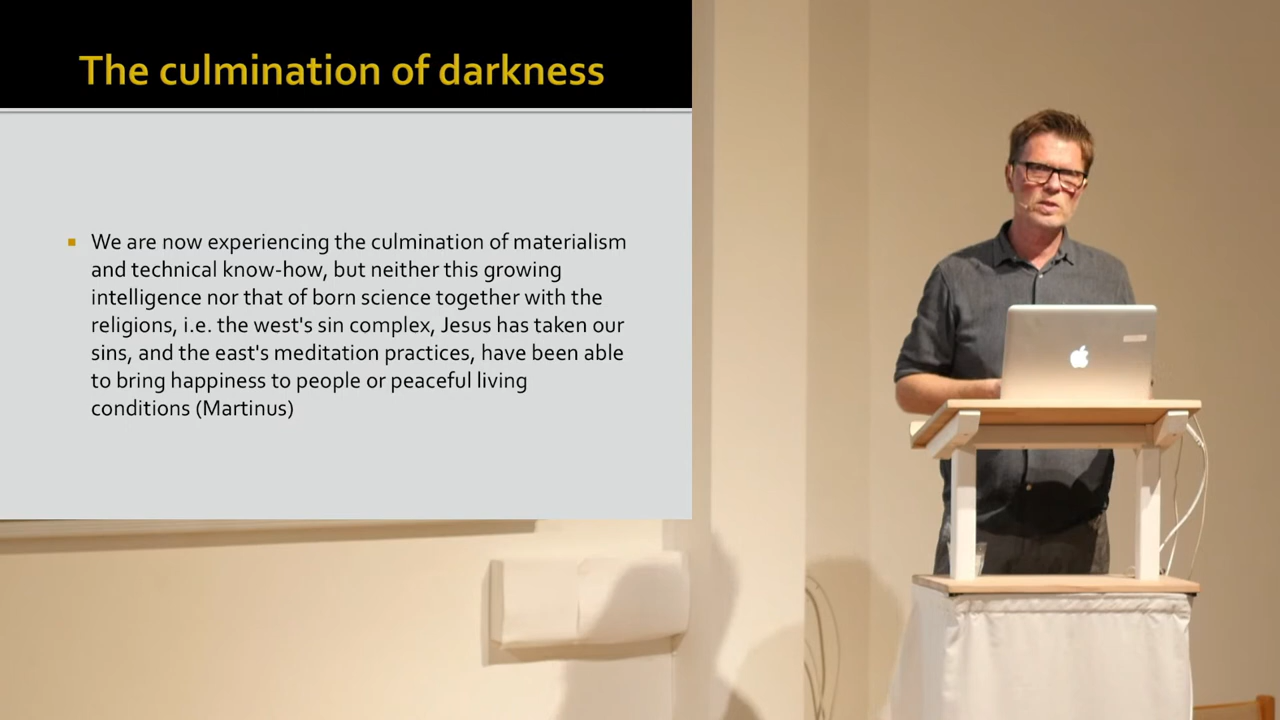 The culmination of darkness
We are now experiencing the culmination of materialism
and technical know-how, but neither this growing
intelligence nor that of born science together with the
religions, i.e. the west's sin complex, Jesus has taken our
sins, and the east's meditation practices, have been able
to bring happiness to people or peaceful living
conditions (Martinus)